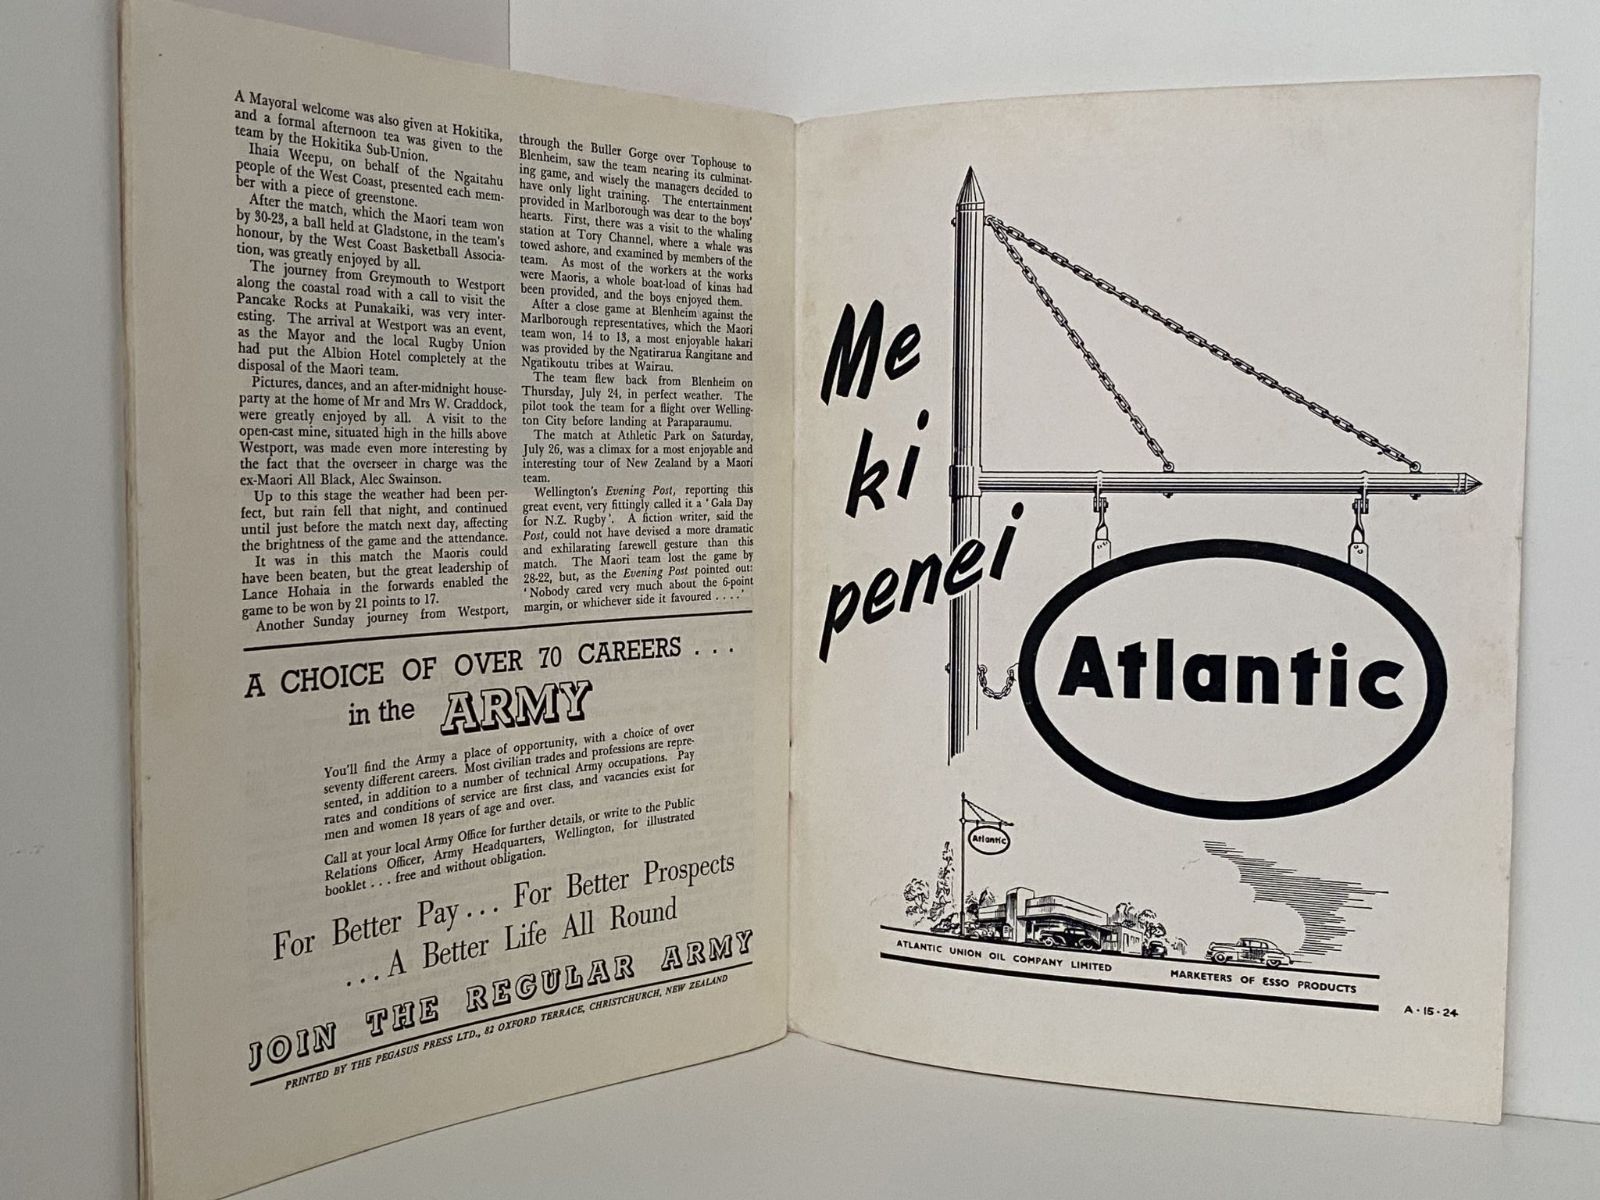 A Mayoral welcome was also given at Hokitika,
and a formal afternoon tea was given to the
team by the Hokitika Sub-Union.
Ihaia Weepu, on behalf of the Ngaitahu
people of the West Coast, presented each mem-
ber with a piece of greenstone.
After the match, which the Maori team won
by 30-23, a ball held at Gladstone, in the team's
honour, by the West Coast Basketball Associa-
tion, was greatly enjoyed by all.
The journey from Greymouth to Westport
along the coastal road with a call to visit the
Pancake Rocks at Punakaiki, was very inter-
esting. The arrival at Westport was an event,
as the Mayor and the local Rugby Union
had put the Albion Hotel completely at the
disposal of the Maori team.
Pictures, dances, and an after-midnight house-
party at the home of Mr and Mrs W. Craddock,
were greatly enjoyed by all. A visit to the
open-cast mine, situated high in the hills above
Westport, was made even more interesting by
the fact that the overseer in charge was the
ex-Maori All Black, Alec Swainson.
Up to this stage the weather had been per-
fect, but rain fell that night, and continued
until just before the match next day, affecting
the brightness of the game and the attendance.
It was in this match the Maoris could
have been beaten, but the great leadership of
Lance Hohaia in the forwards enabled the
game to be won by 21 points to 17.
Another Sunday journey from Westport,
through the Buller Gorge over Tophouse to
Blenheim, saw the team nearing its culminat-
ing game, and wisely the managers decided to
have only light training. The entertainment
provided in Marlborough was dear to the boys'
hearts. First, there was a visit to the whaling
station at Tory Channel, where a whale was
towed ashore, and examined by members of the
team. As most of the workers at the works
were Maoris, a whole boat-load of kinas had
been provided, and the boys enjoyed them.
After a close game at Blenheim against the
Marlborough representatives, which the Maori
team won, 14 to 13, a most enjoyable hakari
was provided by the Ngatirarua Rangitane and
Ngatikoutu tribes at Wairau.
The team flew back from Blenheim on
Thursday, July 24, in perfect weather. The
pilot took the team for a flight over Welling-
ton City before landing at Paraparaumu.
The match at Athletic Park on Saturday,
July 26, was a climax for a most enjoyable and
interesting tour of New Zealand by a Maori
team.
Wellington's Evening Post, reporting this
great event, very fittingly called it a 'Gala Day
for N.Z. Rugby'. A fiction writer, said the
Post, could not have devised a more dramatic
and exhilarating farewell gesture than this
match. The Maori team lost the game by
28-22, but, as the Evening Post pointed out:
'Nobody cared very much about the 6-point
margin, or whichever side it favoured . . . .'
A CHOICE OF OVER 70 CAREERS . . .
in the ARMY
You'll find the Army a place of opportunity, with a choice of over
seventy different careers. Most civilian trades and professions are repre-
sented, in addition to a number of technical Army occupations. Pay
rates and conditions of service are first class, and vacancies exist for
men and women 18 years of age and over.
Call at your local Army Office for further details, or write to the Public
Relations Officer, Army Headquarters, Wellington, for illustrated
booklet . . . free and without obligation.
For Better Pay . . . For Better Prospects
. . . A Better Life All Round
JOIN THE REGULAR ARMY
PRINTED BY THE PEGASUS PRESS LTD., 82 OXFORD TERRACE, CHRISTCHURCH, NEW ZEALAND
Me
ki
penei
Atlantic
Atlantic
ATLANTIC UNION OIL COMPANY LIMITED
MARKETERS OF ESSO PRODUCTS
A·15·24